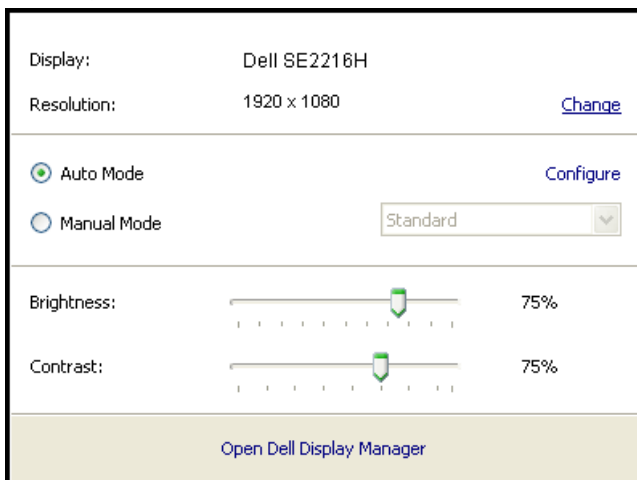 Display: Dell SE2216H
Resolution: 1920 x 1080 Change
Auto Mode Configure
Manual Mode Standard
Brightness: 75%
Contrast: 75%
Open Dell Display Manager